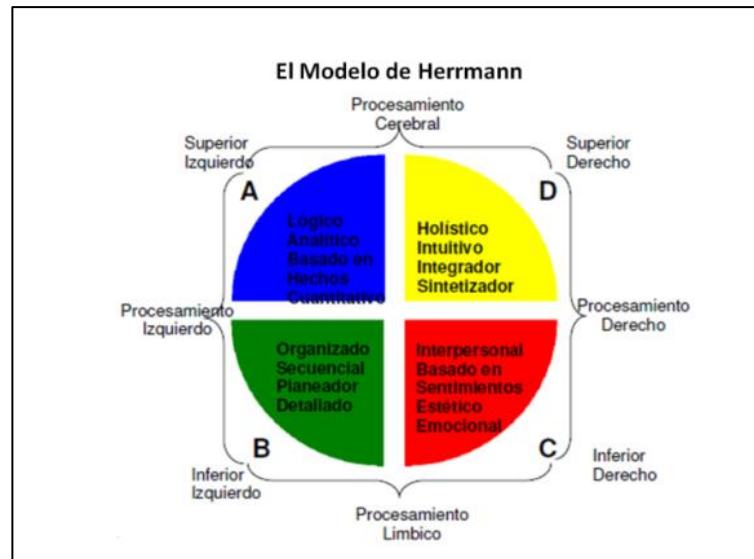 El Modelo de Herrmann
Procesamiento
Cerebral
Superior
Izquierdo
Superior
Derecho
A
D
Lógico
Analítico
Basado en
Hechos
Cuantitativo
Holístico
Intuitivo
Integrador
Sintetizador
Procesamiento
Izquierdo
Procesamiento
Derecho
Organizado
Secuencial
Planeador
Detallado
Interpersonal
Basado en
Sentimientos
Estético
Emocional
B
C
Inferior
Izquierdo
Inferior
Derecho
Procesamiento
Límbico